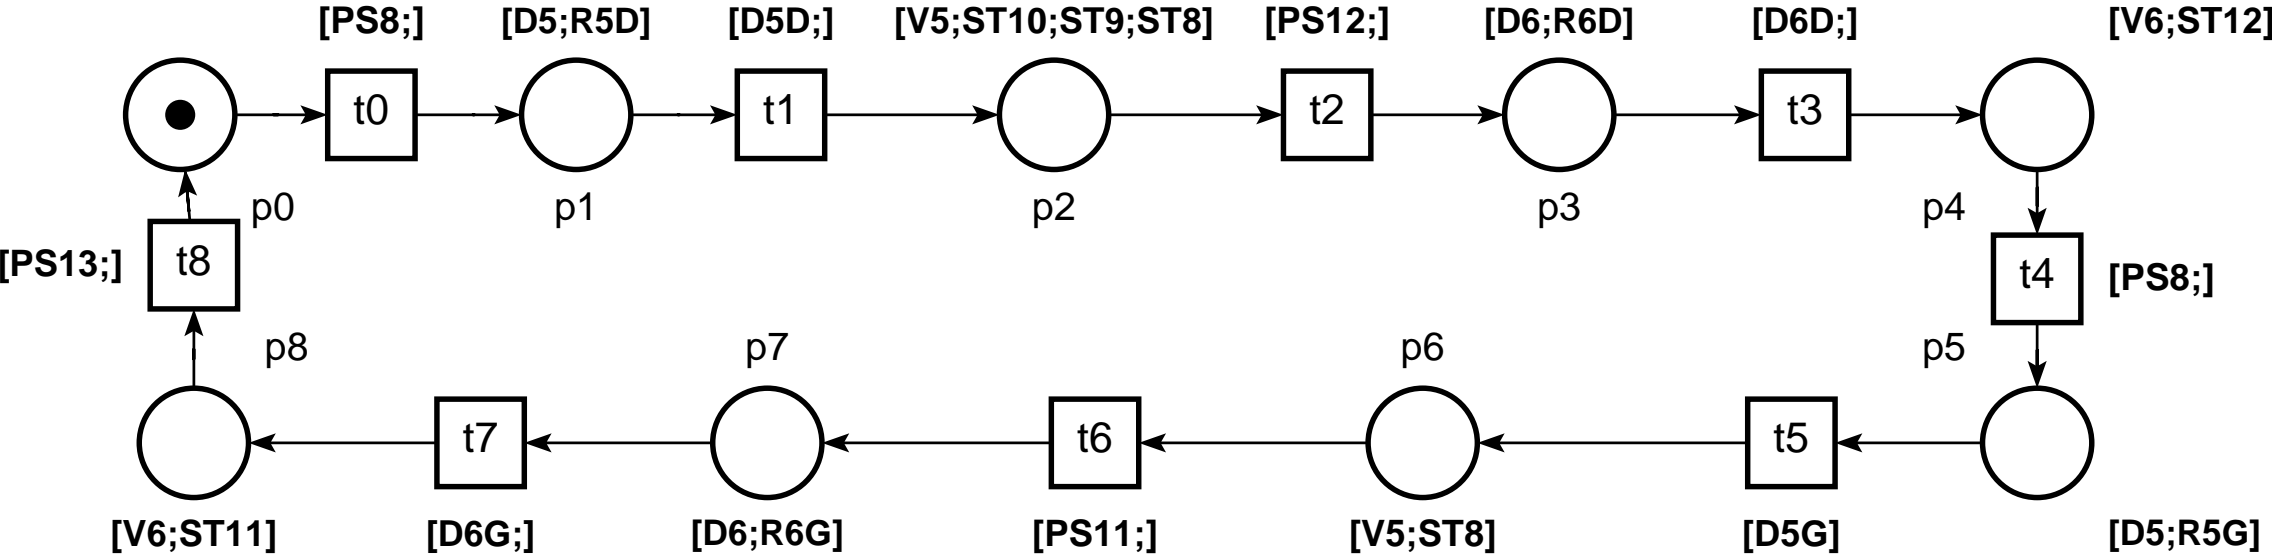 [PS8;] [D5;R5D] [D5D;] [V5;ST10;ST9;ST8] [PS12;] [D6;R6D] [D6D;] [V6;ST12]
t0 t1 t2 t3
p0 p1 p2 p3 p4
[PS13;] t8 t4 [PS8;]
p8 p7 p6 p5
t7 t6 t5
[V6;ST11] [D6G;] [D6;R6G] [PS11;] [V5;ST8] [D5G] [D5;R5G]